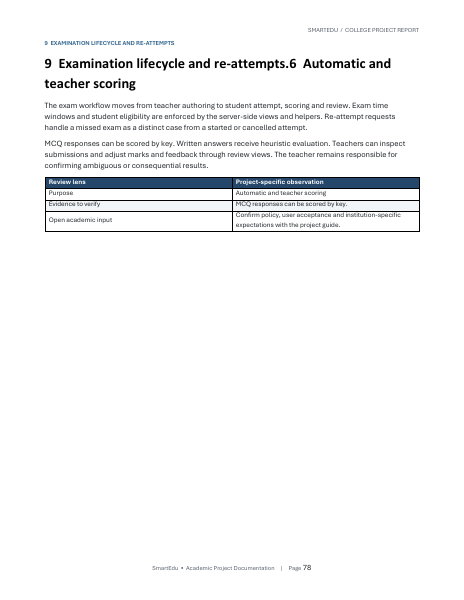 SMARTEDU / COLLEGE PROJECT REPORT
9 EXAMINATION LIFECYCLE AND RE-ATTEMPTS
9 Examination lifecycle and re-attempts.6 Automatic and
teacher scoring
The exam workflow moves from teacher authoring to student attempt, scoring and review. Exam time
windows and student eligibility are enforced by the server-side views and helpers. Re-attempt requests
handle a missed exam as a distinct case from a started or cancelled attempt.
MCQ responses can be scored by key. Written answers receive heuristic evaluation. Teachers can inspect
submissions and adjust marks and feedback through review views. The teacher remains responsible for
confirming ambiguous or consequential results.
Review lens Project-specific observation
Purpose Automatic and teacher scoring
Evidence to verify MCQ responses can be scored by key.
Open academic input Confirm policy, user acceptance and institution-specific
expectations with the project guide.
SmartEdu • Academic Project Documentation | Page 78